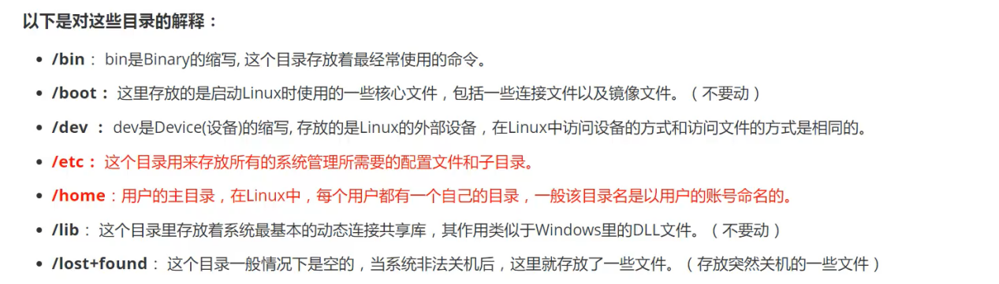 以下是对这些目录的解释：
• /bin： bin是Binary的缩写, 这个目录存放着最经常使用的命令。
• /boot： 这里存放的是启动Linux时使用的一些核心文件，包括一些连接文件以及镜像文件。（不要动）
• /dev ： dev是Device(设备)的缩写, 存放的是Linux的外部设备，在Linux中访问设备的方式和访问文件的方式是相同的。
• /etc： 这个目录用来存放所有的系统管理所需要的配置文件和子目录。
• /home：用户的主目录，在Linux中，每个用户都有一个自己的目录，一般该目录名是以用户的账号命名的。
• /lib： 这个目录里存放着系统最基本的动态连接共享库，其作用类似于Windows里的DLL文件。（不要动）
• /lost+found： 这个目录一般情况下是空的，当系统非法关机后，这里就存放了一些文件。（存放突然关机的一些文件）